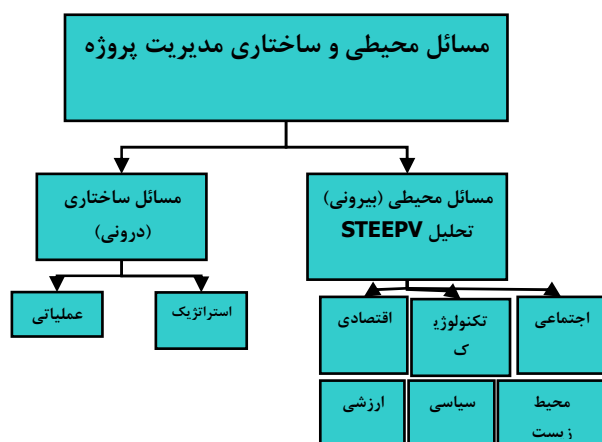 مسائل محیطی و ساختاری مدیریت پروژه
مسائل محیطی (بیرونی)
تحلیل STEEPV
مسائل ساختاری
(درونی)
اجتماعی
تکنولوژی
ک
اقتصادی
استراتژیک
عملیاتی
محیط
زیست
سیاسی
ارزشی